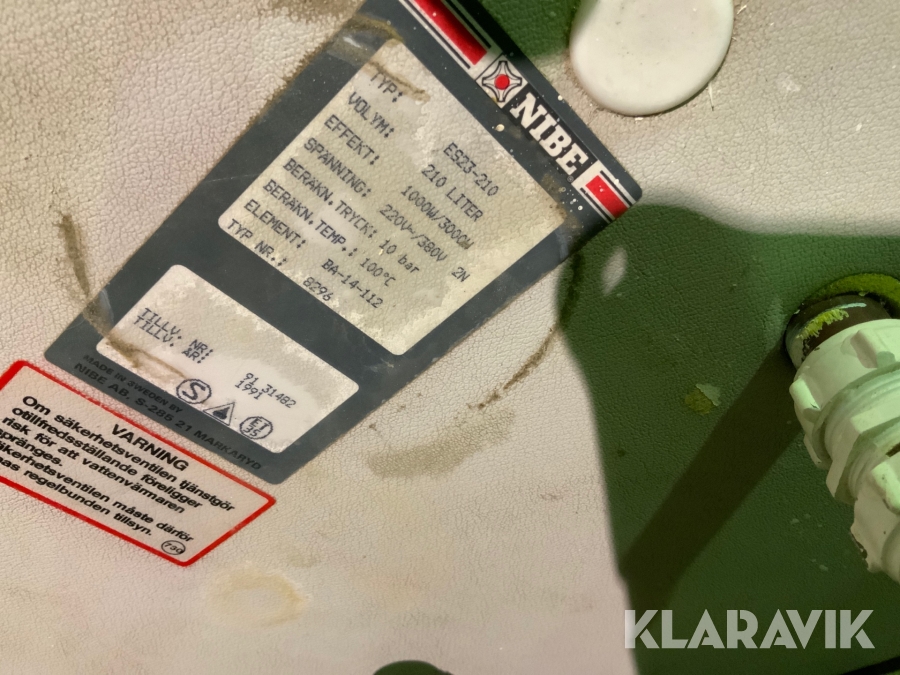 NIBE
TYP: ES23-210
VOLYM: 210 LITER
EFFEKT: 1000W/3000W
SPÄNNING: 220V~/380V 2N
BERÄKN.TRYCK: 10 bar
BERÄKN.TEMP.: 100°C
ELEMENT: BA-14-112
TYP NR.: 8296
TILLV. NR: 91 31482
TILLV. ÅR: 1991
S
MADE IN SWEDEN BY
NIBE AB, S-285 21 MARKARYD
VARNING
Om säkerhetsventilen tjänstgör
otillfredsställande föreligger
risk för att vattenvärmaren
spränges.
regelbunden tillsyn.
måste därför
KLARAVIK